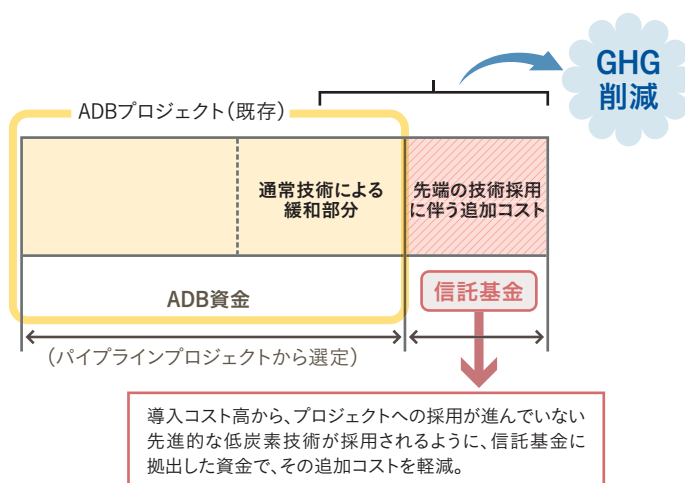 GHG
削減
ADBプロジェクト（既存）
通常技術による
緩和部分
先端の技術採用
に伴う追加コスト
ADB資金
信託基金
（パイプラインプロジェクトから選定）
導入コスト高から、プロジェクトへの採用が進んでいない
先進的な低炭素技術が採用されるように、信託基金に
拠出した資金で、その追加コストを軽減。